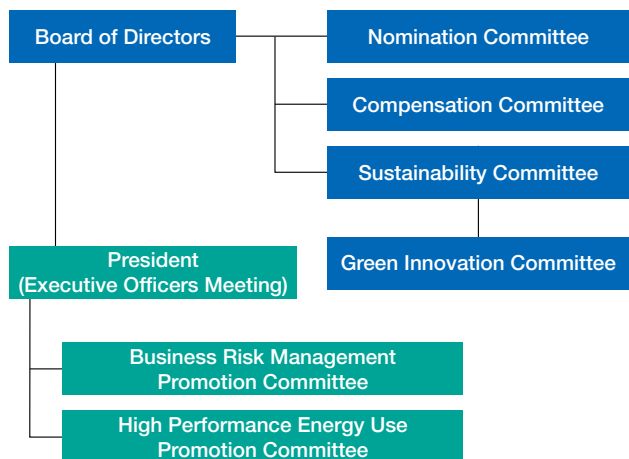 Board of Directors
Nomination Committee
Compensation Committee
Sustainability Committee
Green Innovation Committee
President
(Executive Officers Meeting)
Business Risk Management
Promotion Committee
High Performance Energy Use
Promotion Committee